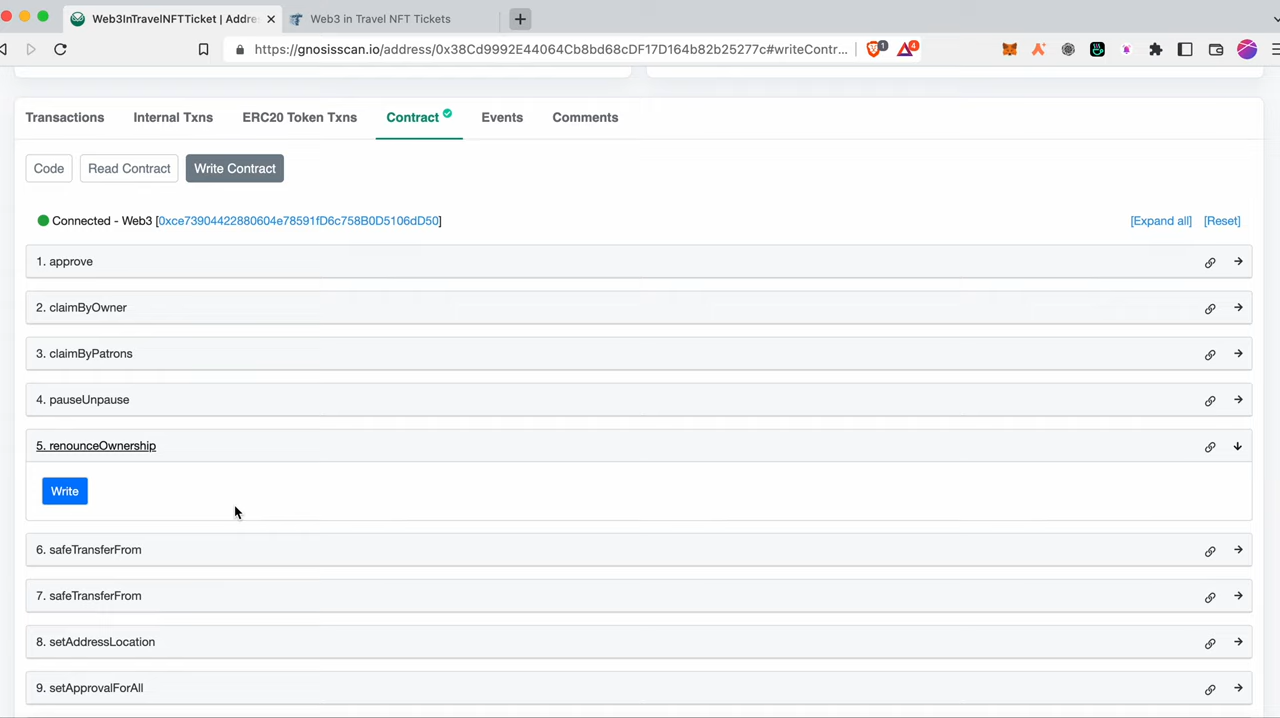 Web3InTravelNFTTicket | Addre
Web3 in Travel NFT Tickets
https://gnosisscan.io/address/0x38Cd9992E44064Cb8bd68cDF17D164b82b25277c#writeContr...
1
4
Transactions
Internal Txns
ERC20 Token Txns
Contract
Events
Comments
Code
Read Contract
Write Contract
Connected - Web3 [0xce73904422880604e78591fD6c758B0D5106dD50]
[Expand all]
[Reset]
1. approve
2. claimByOwner
3. claimByPatrons
4. pauseUnpause
5. renounceOwnership
Write
6. safeTransferFrom
7. safeTransferFrom
8. setAddressLocation
9. setApprovalForAll